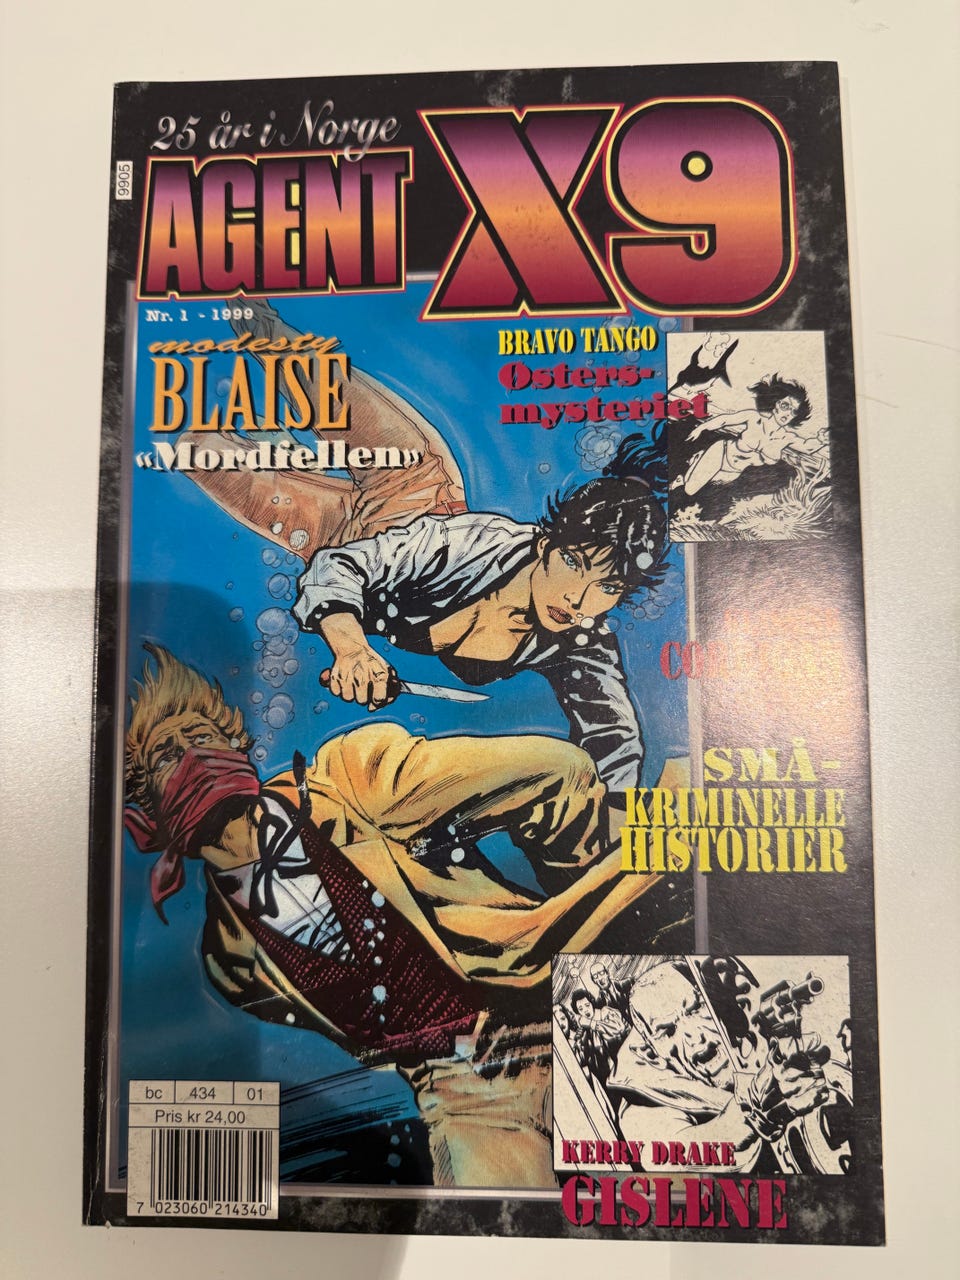 25 år i Norge
AGENT X9
9905
Nr. 1 - 1999
modesty
BLAISE
«Mordfellen»
BRAVO TANGO
Østers-
mysteriet
SMÅ-
KRIMINELLE
HISTORIER
KERRY DRAKE
GISLENE
bc 434 01
Pris kr 24,00
7 023060 214340